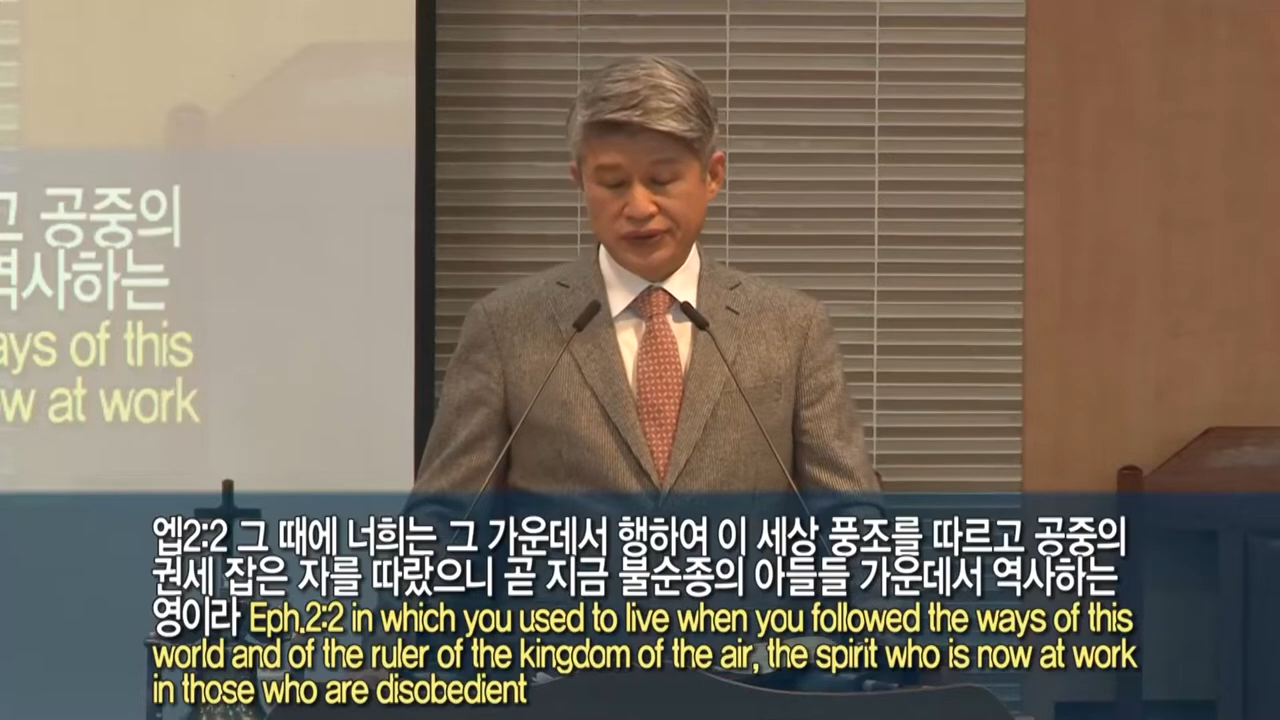 그 공중의
역사하는
ays of this
ow at work
엡2:2 그 때에 너희는 그 가운데서 행하여 이 세상 풍조를 따르고 공중의
권세 잡은 자를 따랐으니 곧 지금 불순종의 아들들 가운데서 역사하는
영이라 Eph.2:2 in which you used to live when you followed the ways of this
world and of the ruler of the kingdom of the air, the spirit who is now at work
in those who are disobedient